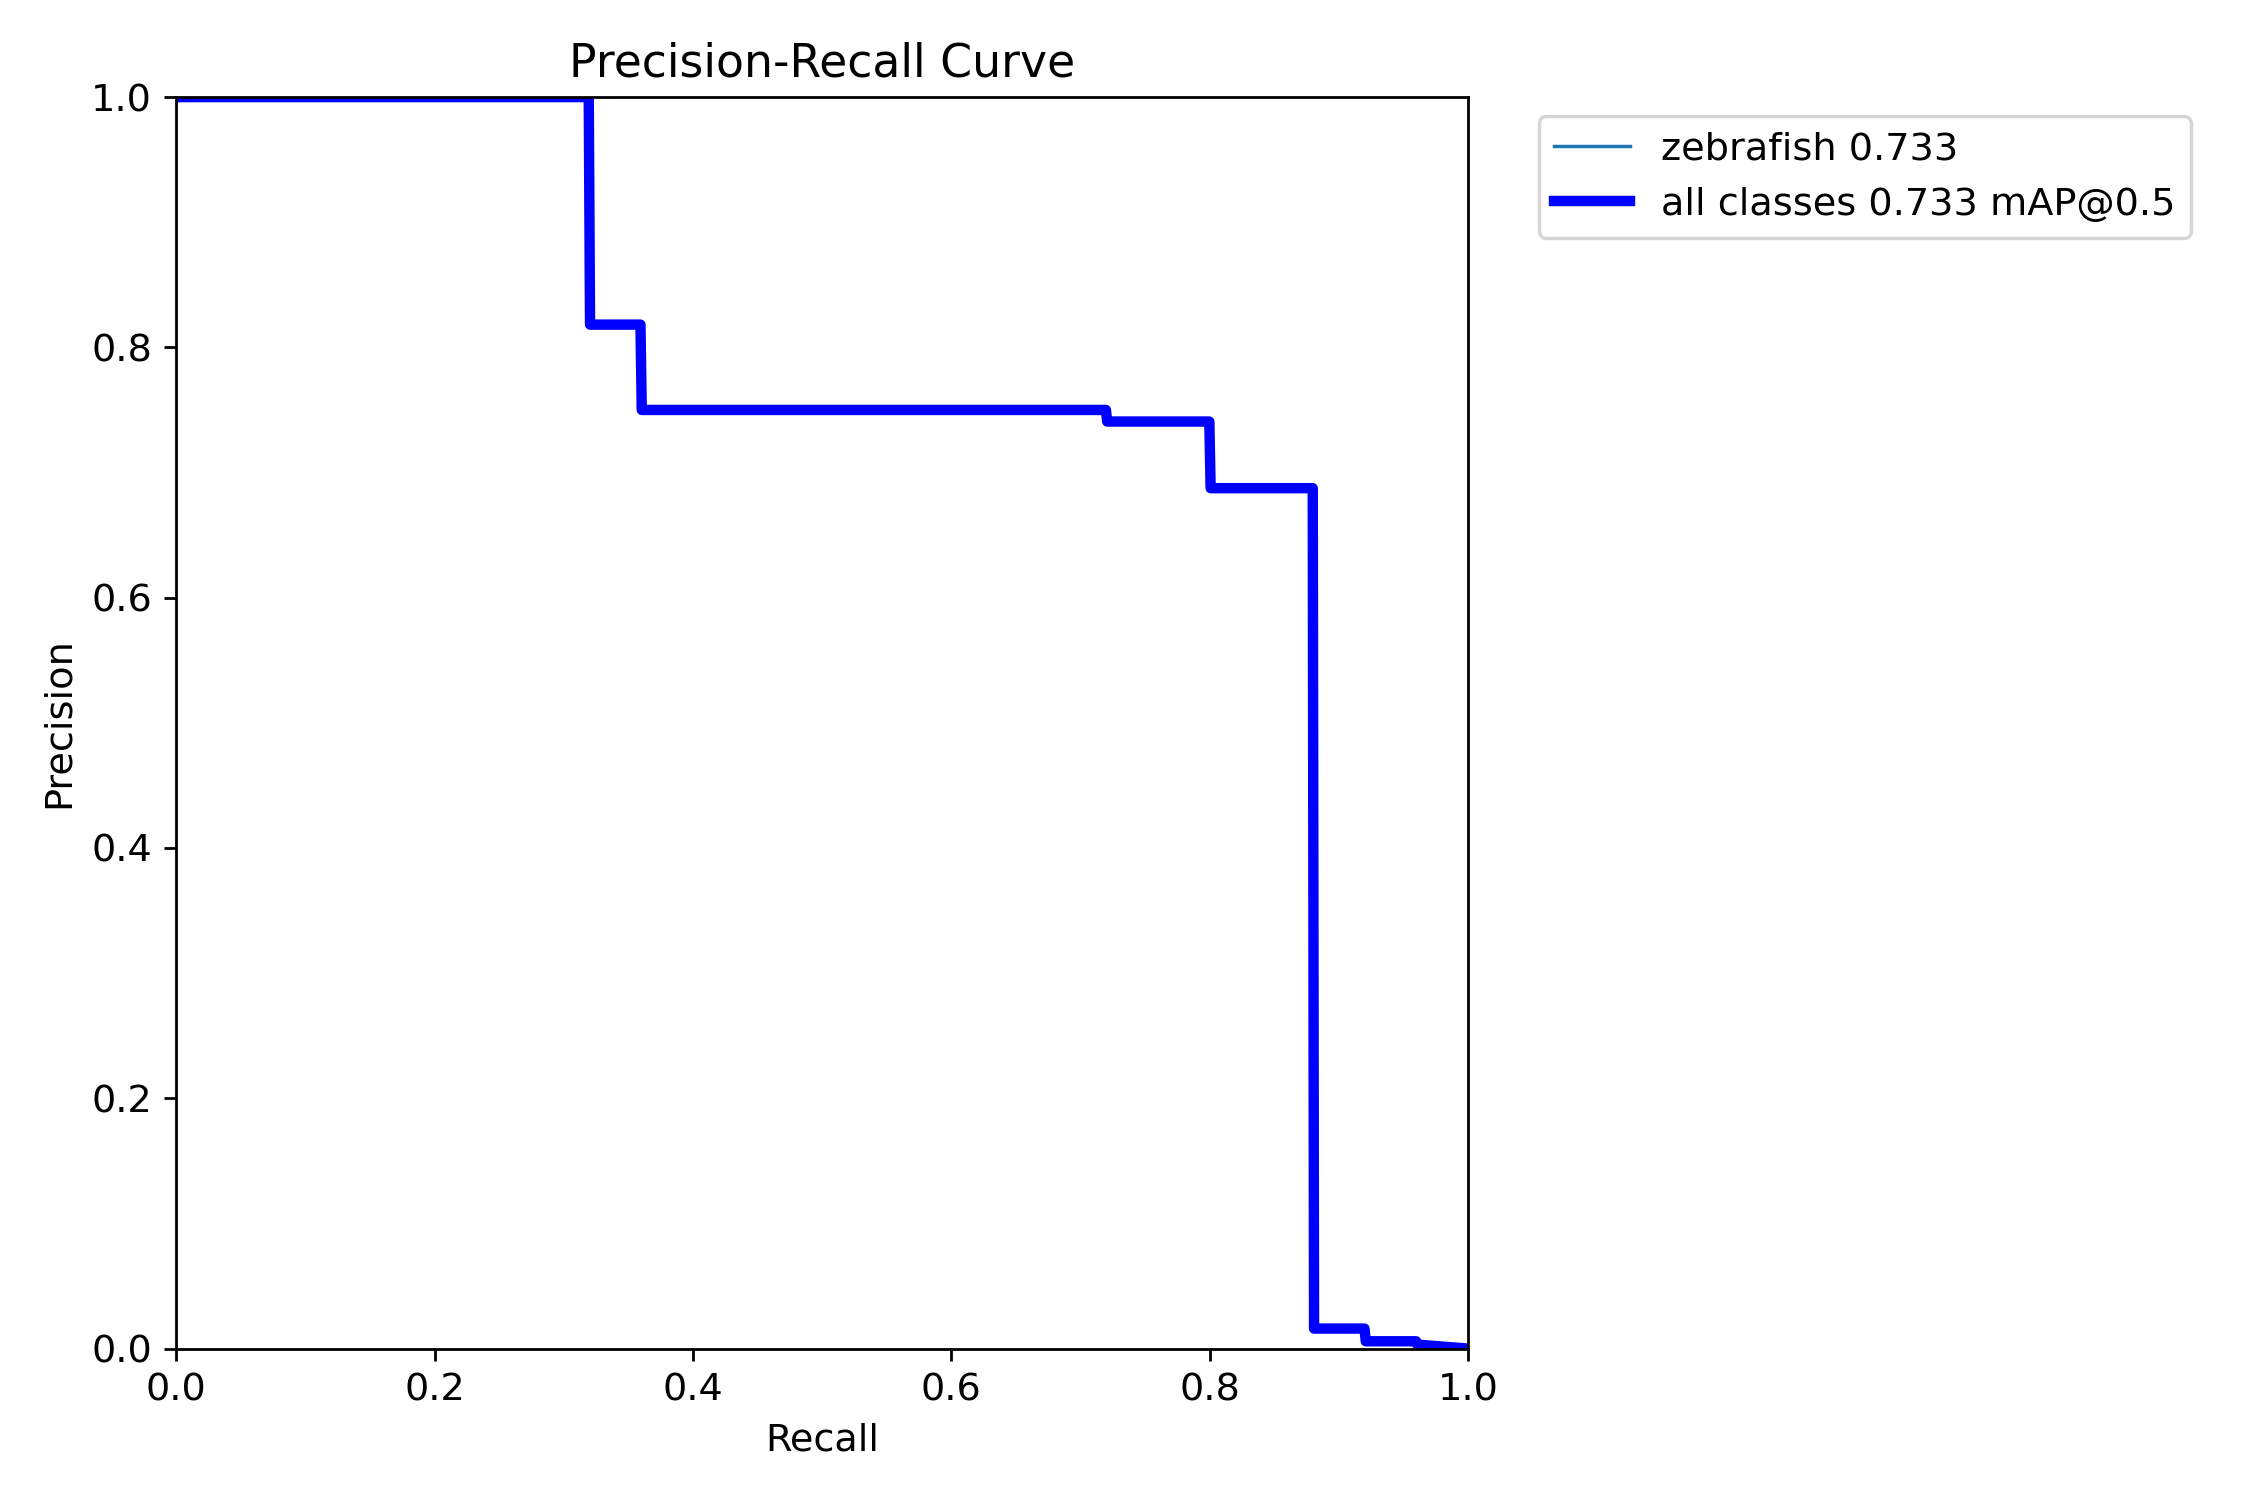 Precision-Recall Curve
zebrafish 0.733
all classes 0.733 mAP@0.5
Precision
1.0
0.8
0.6
0.4
0.2
0.0
0.0 0.2 0.4 0.6 0.8 1.0
Recall